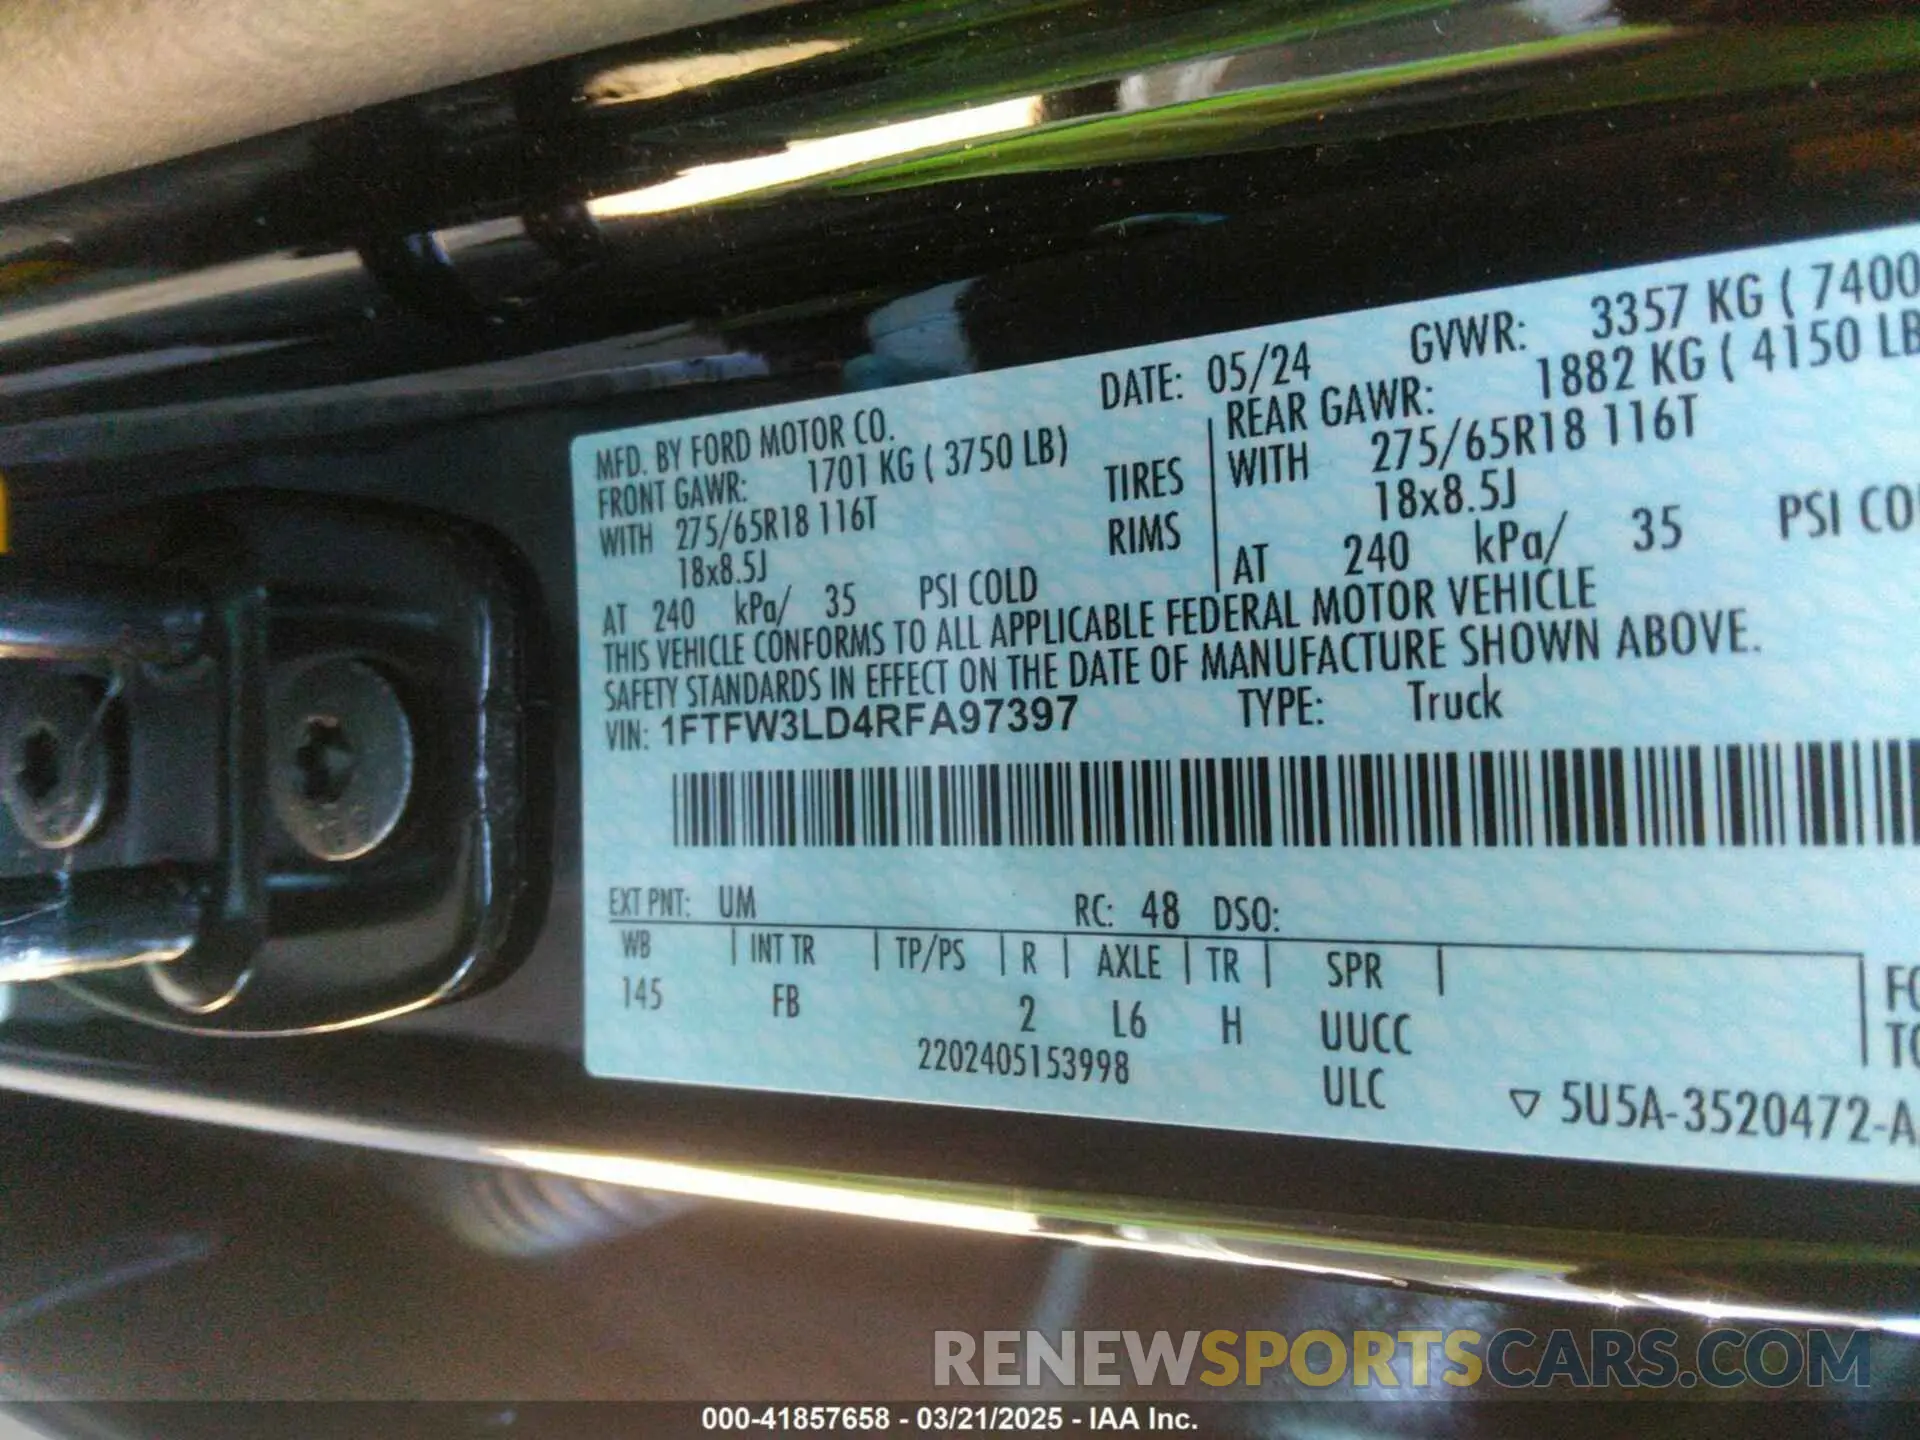 MFD. BY FORD MOTOR CO.
DATE: 05/24 GVWR: 3357 KG ( 7400
FRONT GAWR: 1701 KG ( 3750 LB)
REAR GAWR: 1882 KG ( 4150 LB
WITH 275/65R18 116T TIRES WITH 275/65R18 116T
18x8.5J RIMS 18x8.5J
AT 240 kPa/ 35 PSI COLD AT 240 kPa/ 35 PSI CO
THIS VEHICLE CONFORMS TO ALL APPLICABLE FEDERAL MOTOR VEHICLE
SAFETY STANDARDS IN EFFECT ON THE DATE OF MANUFACTURE SHOWN ABOVE.
VIN: 1FTFW3LD4RFA97397 TYPE: Truck
EXT PNT: UM RC: 48 DSO:
WB | INT TR | TP/PS | R | AXLE | TR | SPR |
145 FB 2 L6 H UUCC
2202405153998 ULC
FO
TO
▽ 5U5A-3520472-A
RENEWSPORTSCARS.COM
000-41857658 - 03/21/2025 - IAA Inc.